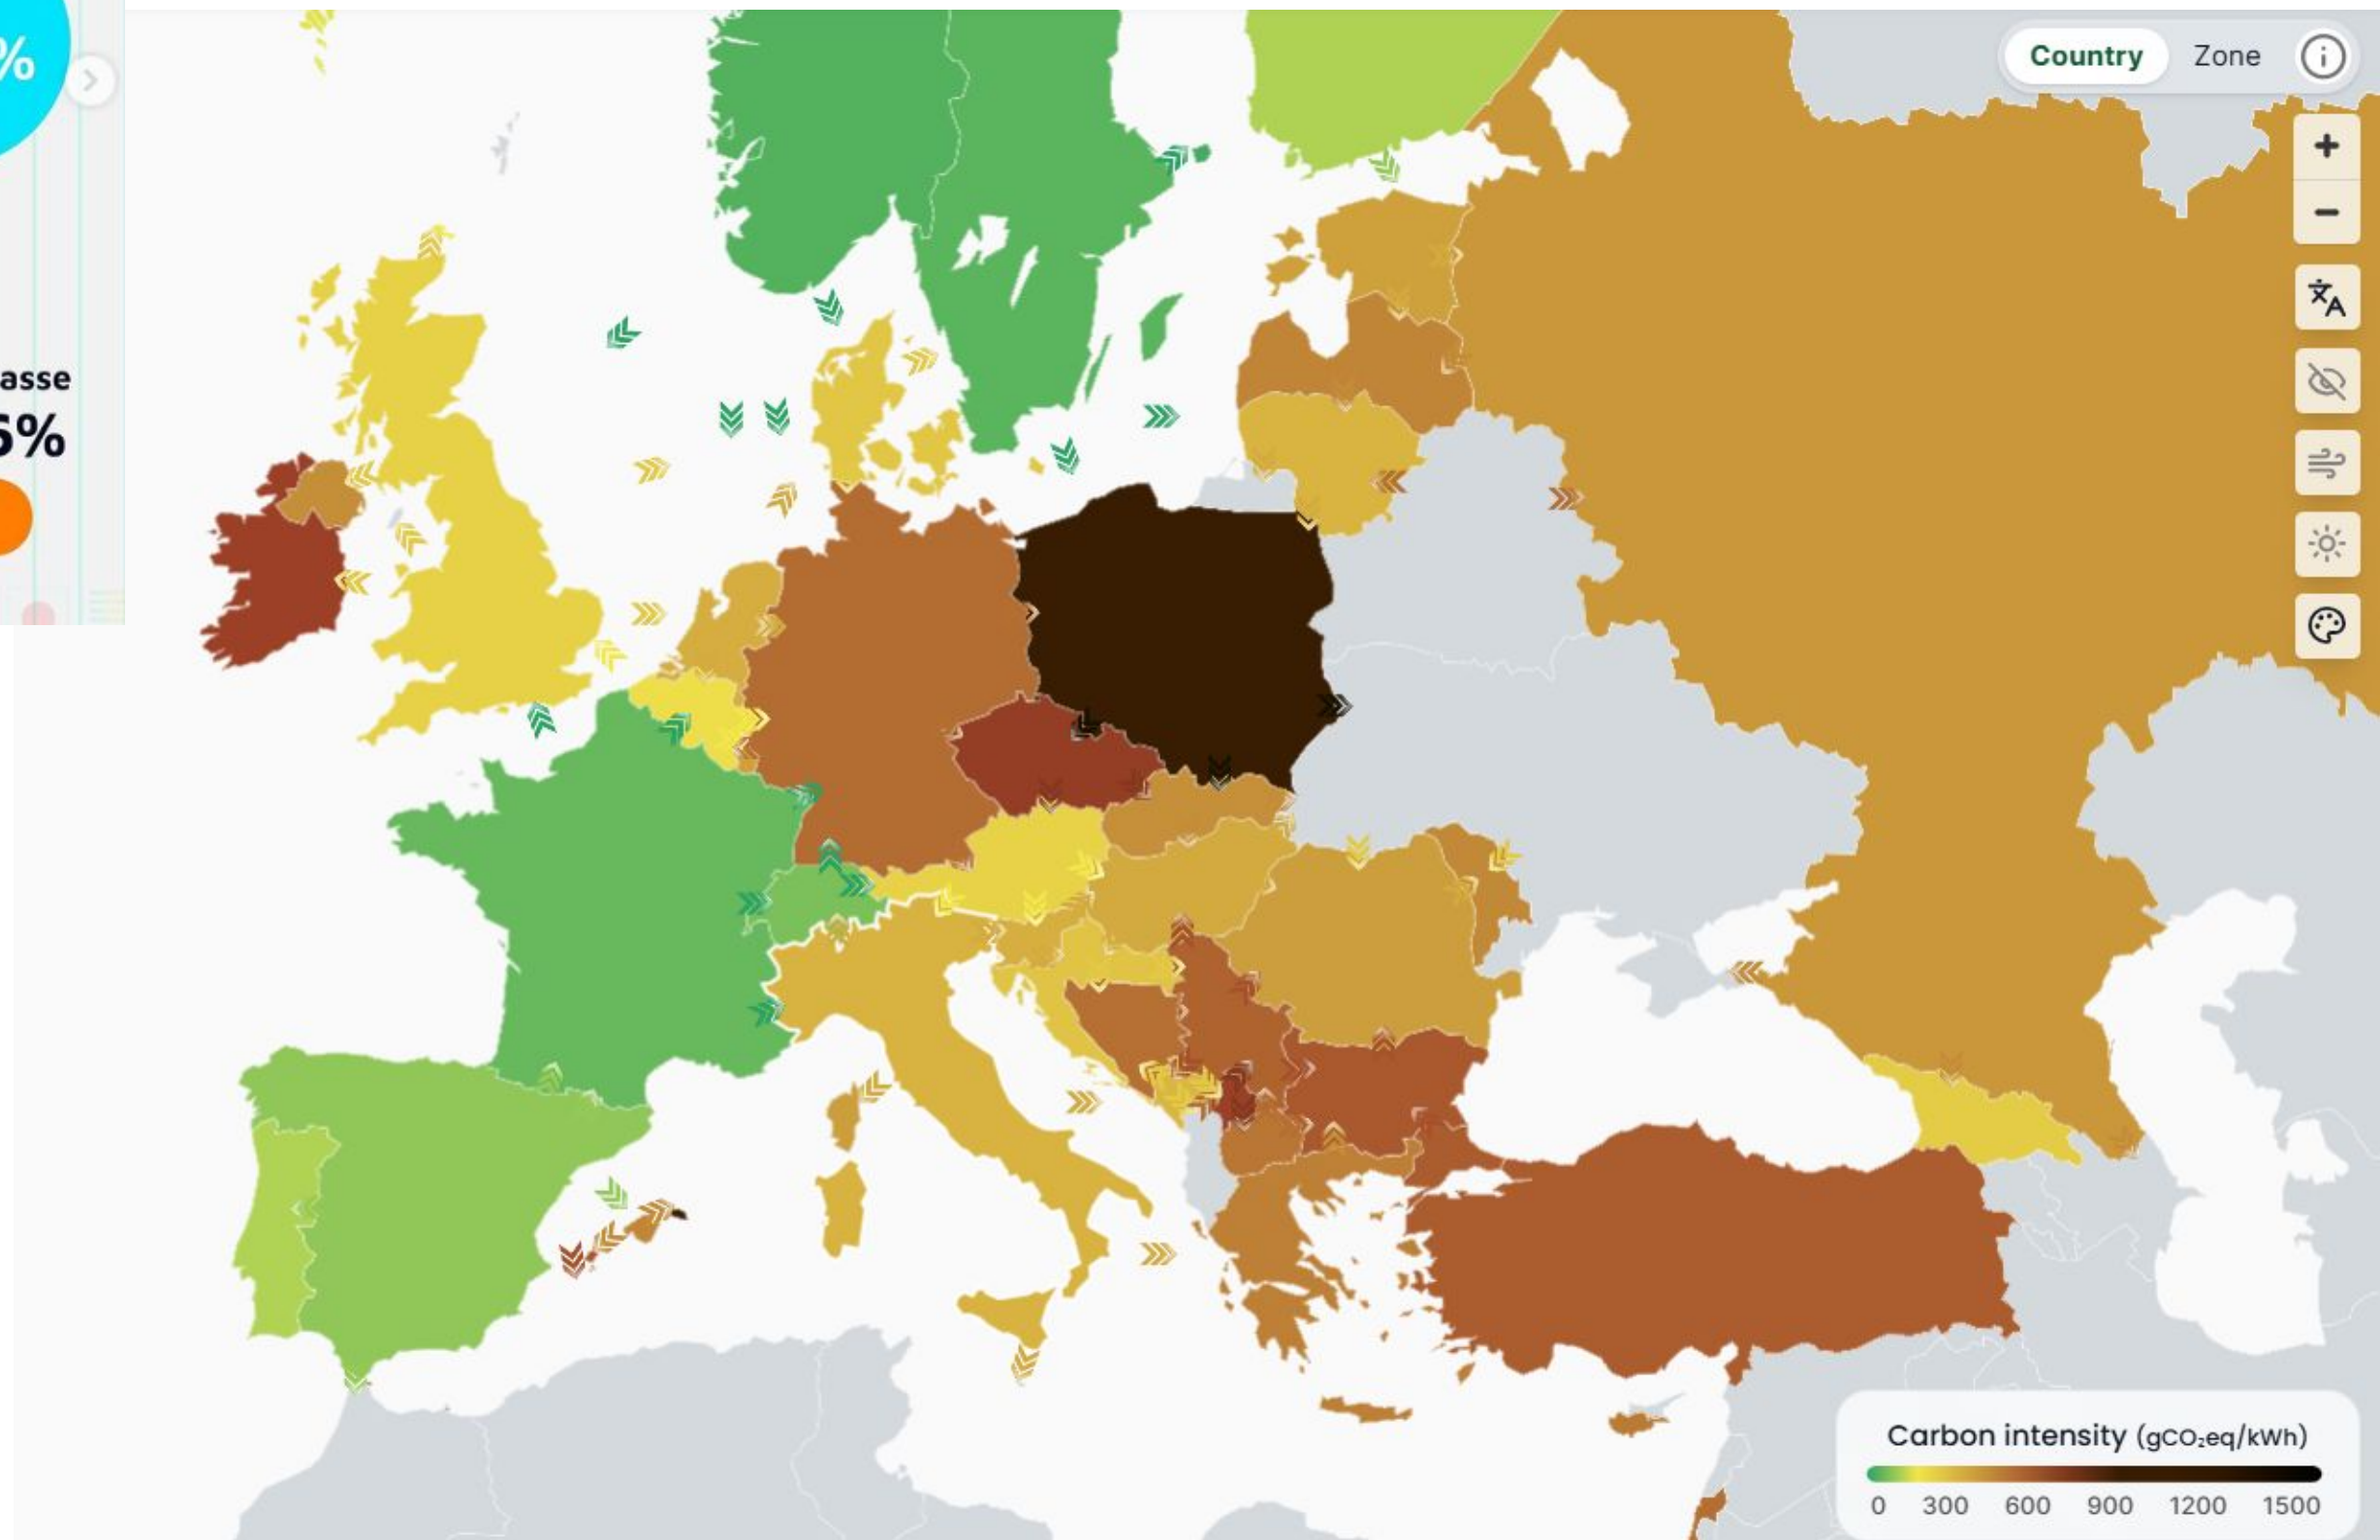 %
asse
6%
Country Zone
Carbon intensity (gCO₂eq/kWh)
0 300 600 900 1200 1500